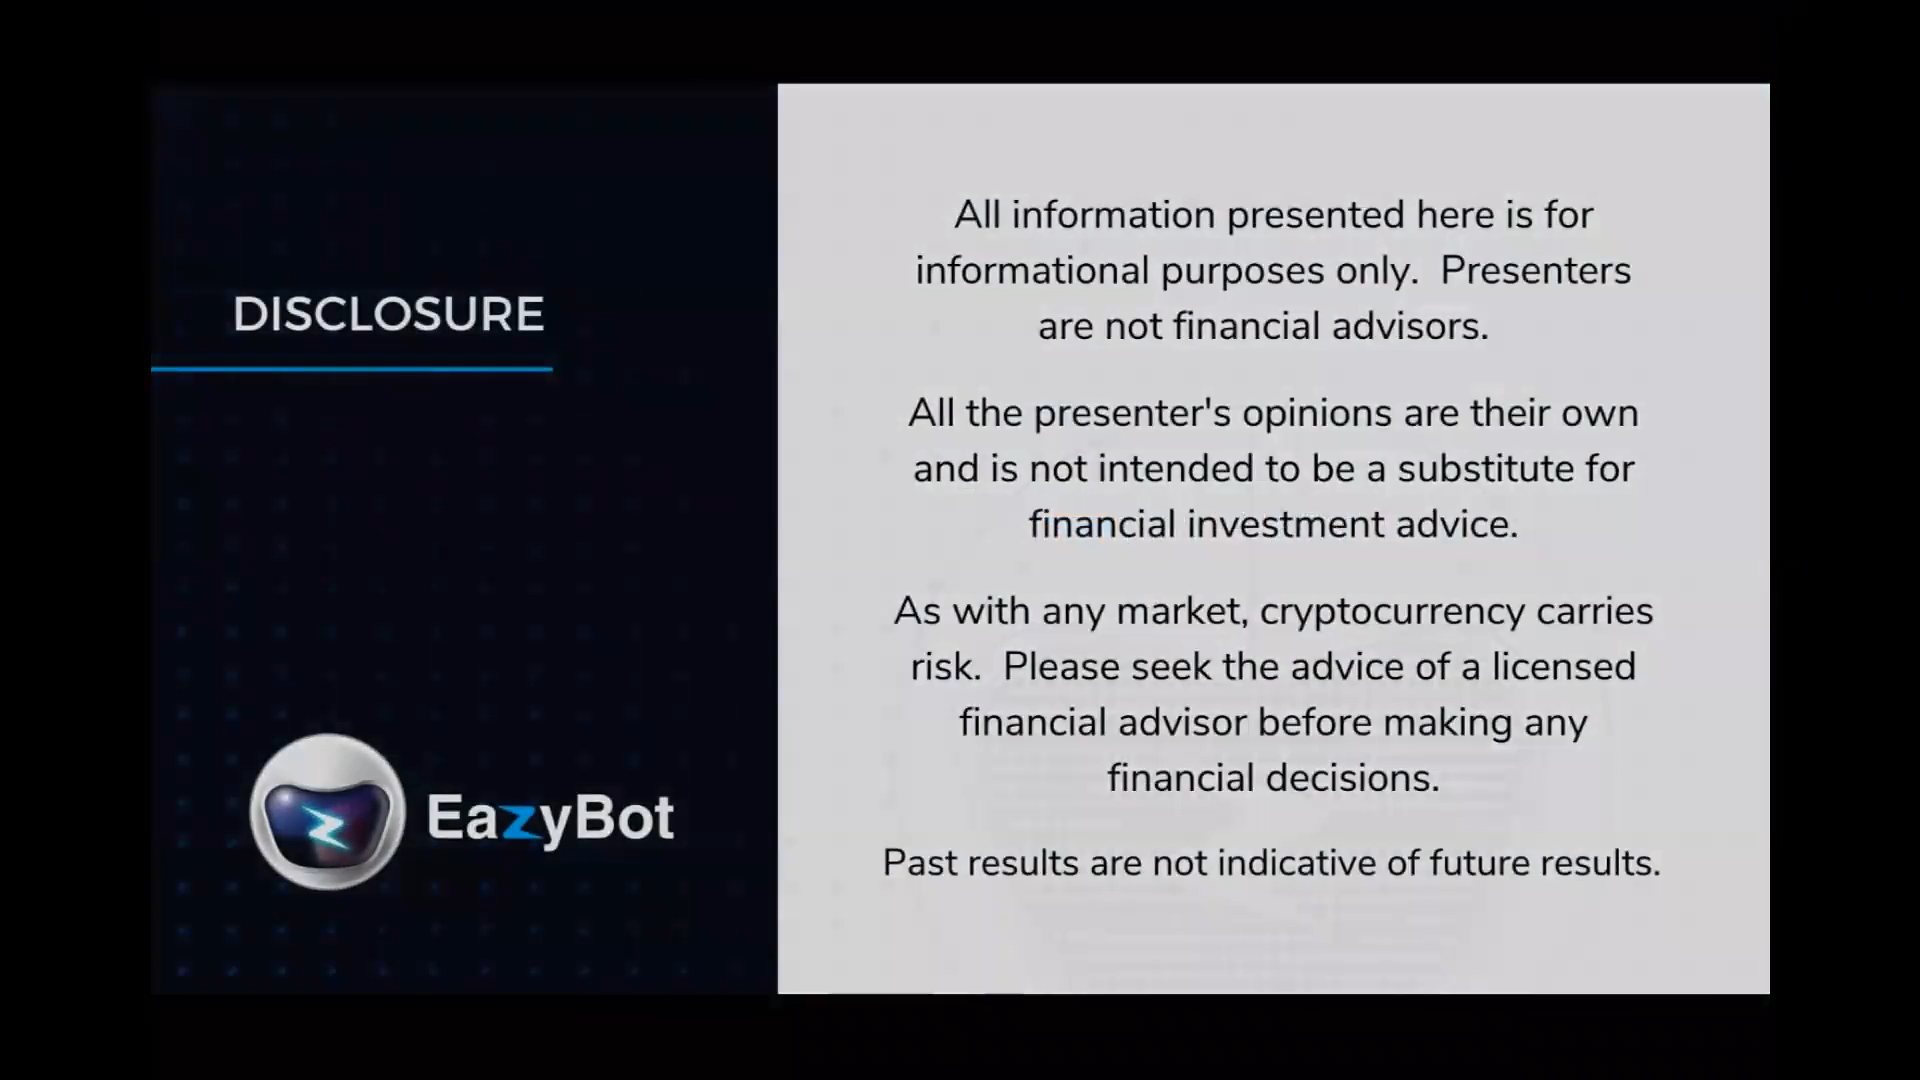 DISCLOSURE
EazyBot
All information presented here is for
informational purposes only.  Presenters
are not financial advisors.
All the presenter's opinions are their own
and is not intended to be a substitute for
financial investment advice.
As with any market, cryptocurrency carries
risk.  Please seek the advice of a licensed
financial advisor before making any
financial decisions.
Past results are not indicative of future results.